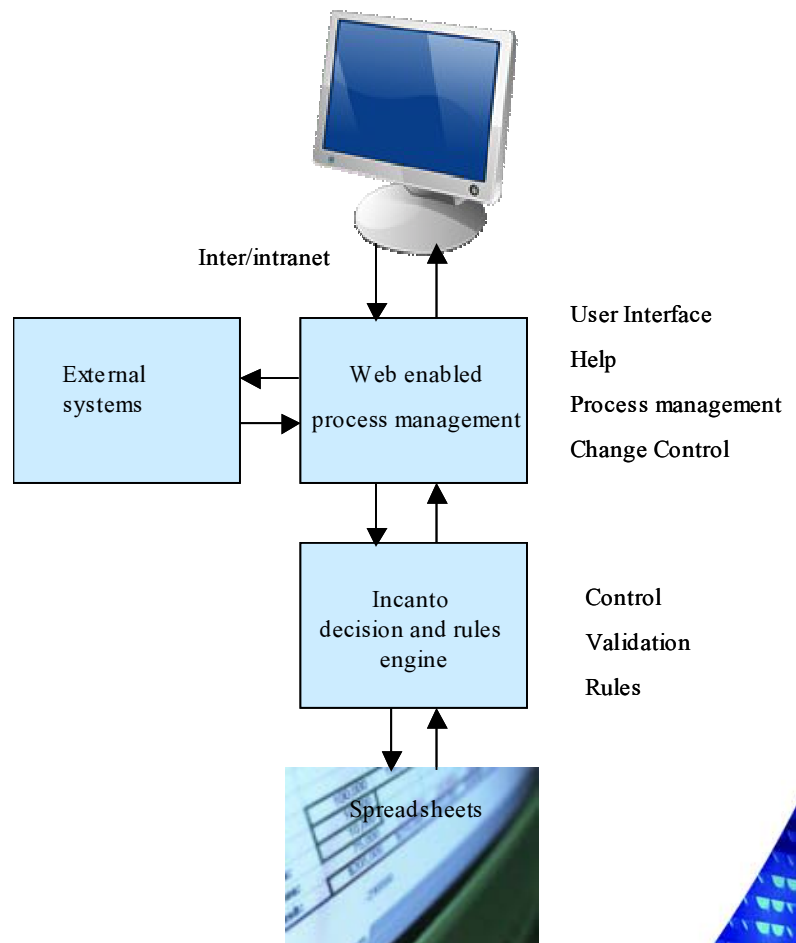 Inter/intranet
User Interface
Help
Process management
Change Control
External
systems
Web enabled
process management
Incanto
decision and rules
engine
Control
Validation
Rules
Spreadsheets